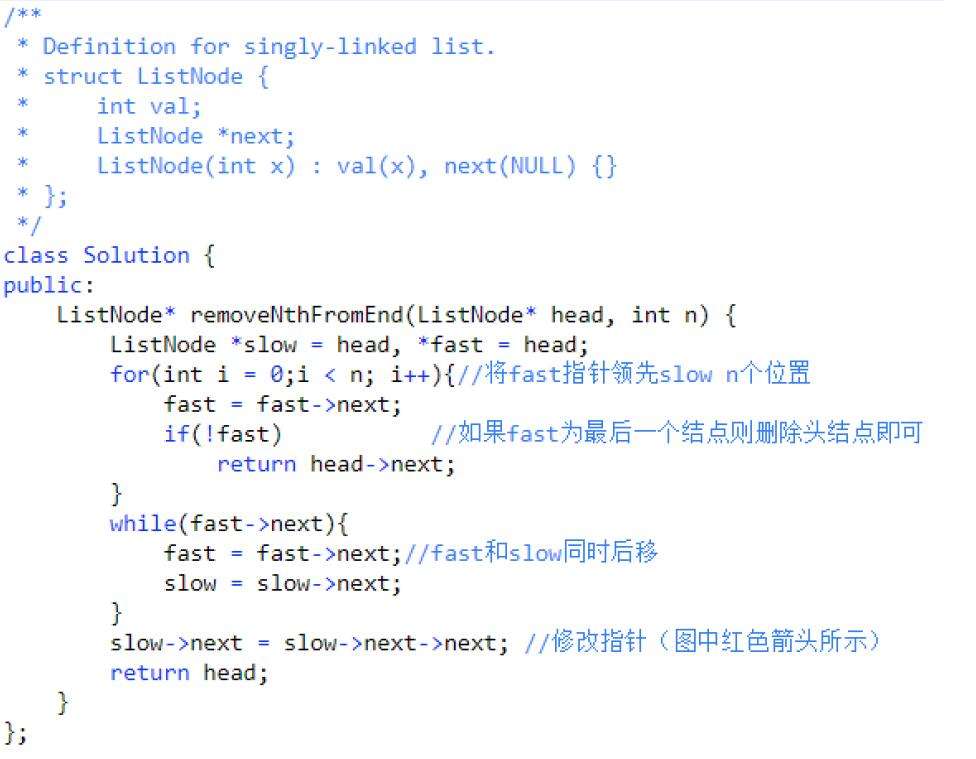 /**
 * Definition for singly-linked list.
 * struct ListNode {
 *     int val;
 *     ListNode *next;
 *     ListNode(int x) : val(x), next(NULL) {}
 * };
 */
class Solution {
public:
    ListNode* removeNthFromEnd(ListNode* head, int n) {
        ListNode *slow = head, *fast = head;
        for(int i = 0;i < n; i++){//将fast指针领先slow n个位置
            fast = fast->next;
            if(!fast)           //如果fast为最后一个结点则删除头结点即可
                return head->next;
        }
        while(fast->next){
            fast = fast->next;//fast和slow同时后移
            slow = slow->next;
        }
        slow->next = slow->next->next; //修改指针（图中红色箭头所示）
        return head;
    }
};